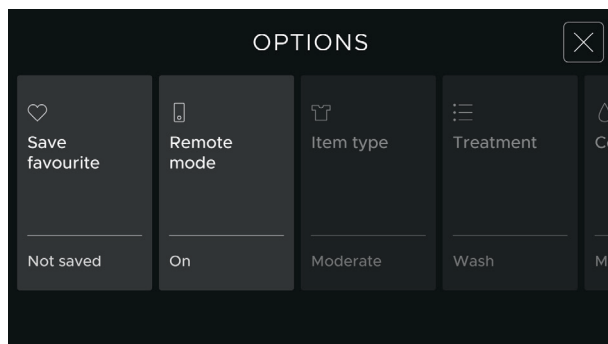 OPTIONS
Save
favourite
Not saved
Remote
mode
On
Item type
Moderate
Treatment
Wash